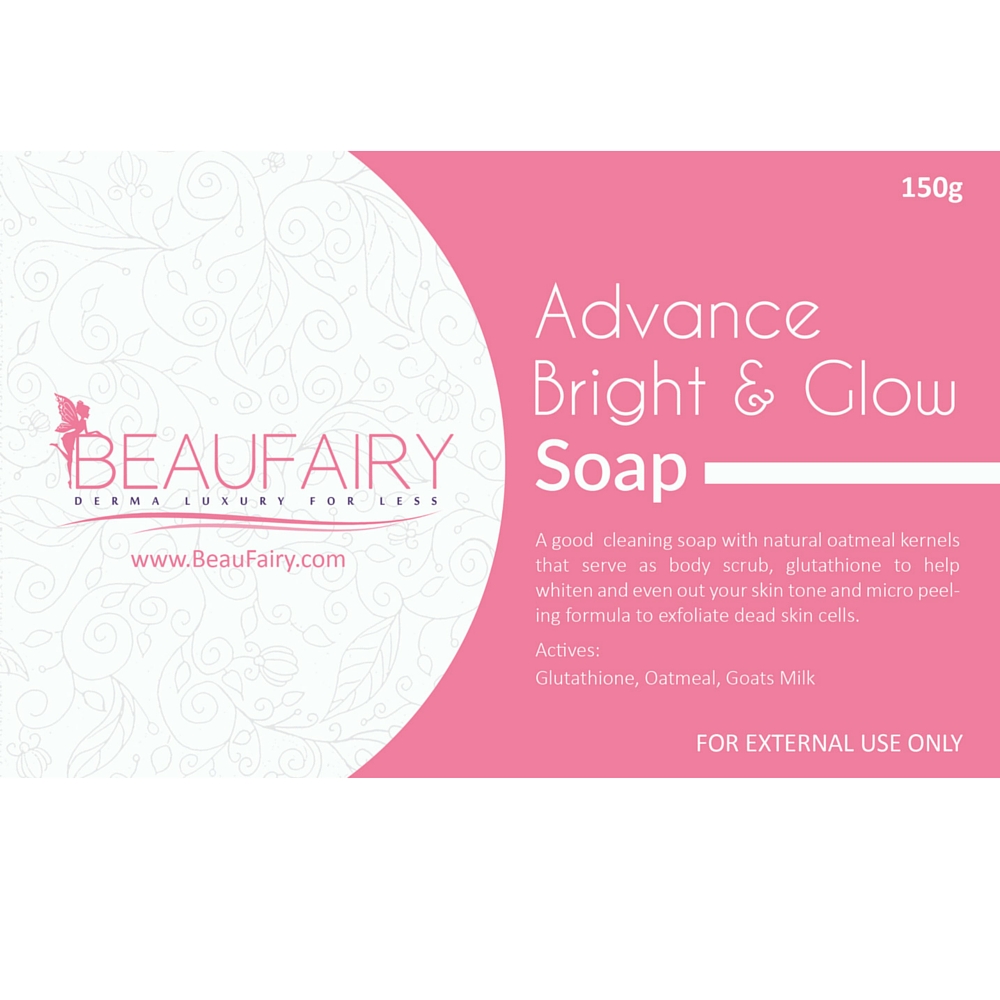 BEAUFAIRY
DERMA LUXURY FOR LESS
www.BeauFairy.com
150g
Advance
Bright & Glow
Soap
A good cleaning soap with natural oatmeal kernels
that serve as body scrub, glutathione to help
whiten and even out your skin tone and micro peel-
ing formula to exfoliate dead skin cells.
Actives:
Glutathione, Oatmeal, Goats Milk
FOR EXTERNAL USE ONLY